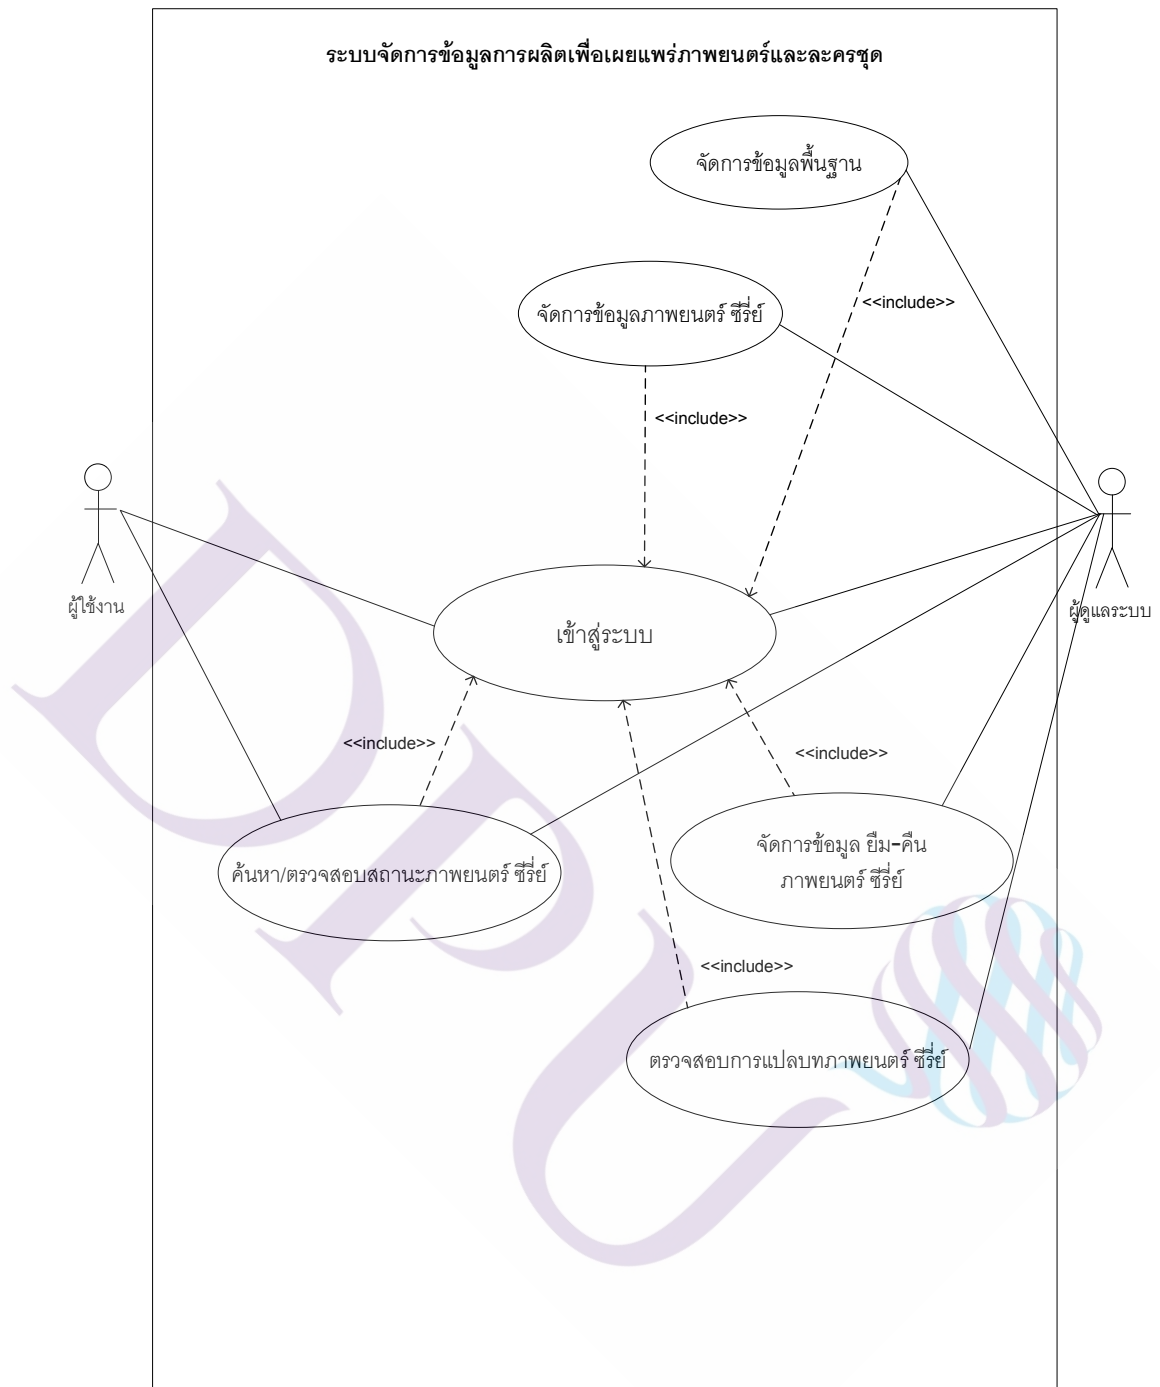 ระบบจัดการข้อมูลการผลิตเพื่อเผยแพร่ภาพยนตร์และละครชุด
จัดการข้อมูลพื้นฐาน
<<include>>
จัดการข้อมูลภาพยนตร์ ซีรี่ย์
<<include>>
ผู้ใช้งาน
ผู้ดูแลระบบ
เข้าสู่ระบบ
<<include>>
<<include>>
จัดการข้อมูล ยืม-คืน
ภาพยนตร์ ซีรี่ย์
ค้นหา/ตรวจสอบสถานะภาพยนตร์ ซีรี่ย์
<<include>>
ตรวจสอบการแปลบทภาพยนตร์ ซีรี่ย์
DPU